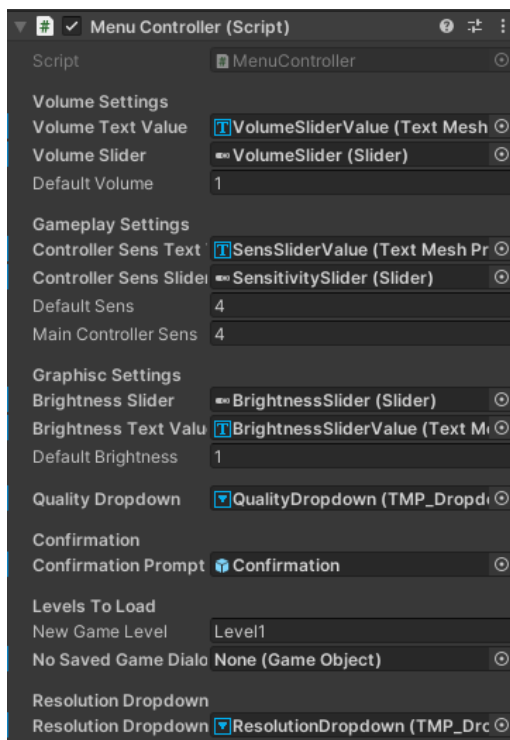 Menu Controller (Script)
Script MenuController
Volume Settings
Volume Text Value VolumeSliderValue (Text Mesh
Volume Slider VolumeSlider (Slider)
Default Volume 1
Gameplay Settings
Controller Sens Text SensSliderValue (Text Mesh Pr
Controller Sens Slider SensitivitySlider (Slider)
Default Sens 4
Main Controller Sens 4
Graphisc Settings
Brightness Slider BrightnessSlider (Slider)
Brightness Text Valu BrightnessSliderValue (Text M
Default Brightness 1
Quality Dropdown QualityDropdown (TMP_Dropd
Confirmation
Confirmation Prompt Confirmation
Levels To Load
New Game Level Level1
No Saved Game Dialo None (Game Object)
Resolution Dropdown
Resolution Dropdown ResolutionDropdown (TMP_Drc